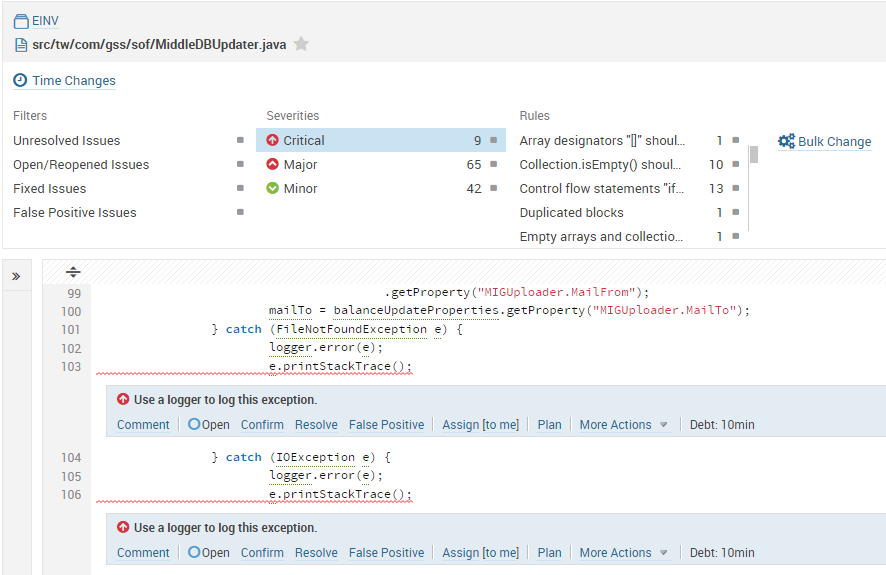 EINV
src/tw/com/gss/sof/MiddleDBUpdater.java
Time Changes
Filters
Unresolved Issues
Open/Reopened Issues
Fixed Issues
False Positive Issues
Severities
Critical 9
Major 65
Minor 42
Rules
Array designators "[]" shoul... 1
Collection.isEmpty() shoul... 10
Control flow statements "if... 13
Duplicated blocks 1
Empty arrays and collectio... 1
Bulk Change
»
99 .getProperty("MIGUploader.MailFrom");
100 mailTo = balanceUpdateProperties.getProperty("MIGUploader.MailTo");
101 } catch (FileNotFoundException e) {
102 logger.error(e);
103 e.printStackTrace();
Use a logger to log this exception.
Comment Open Confirm Resolve False Positive Assign [to me] Plan More Actions Debt: 10min
104 } catch (IOException e) {
105 logger.error(e);
106 e.printStackTrace();
Use a logger to log this exception.
Comment Open Confirm Resolve False Positive Assign [to me] Plan More Actions Debt: 10min